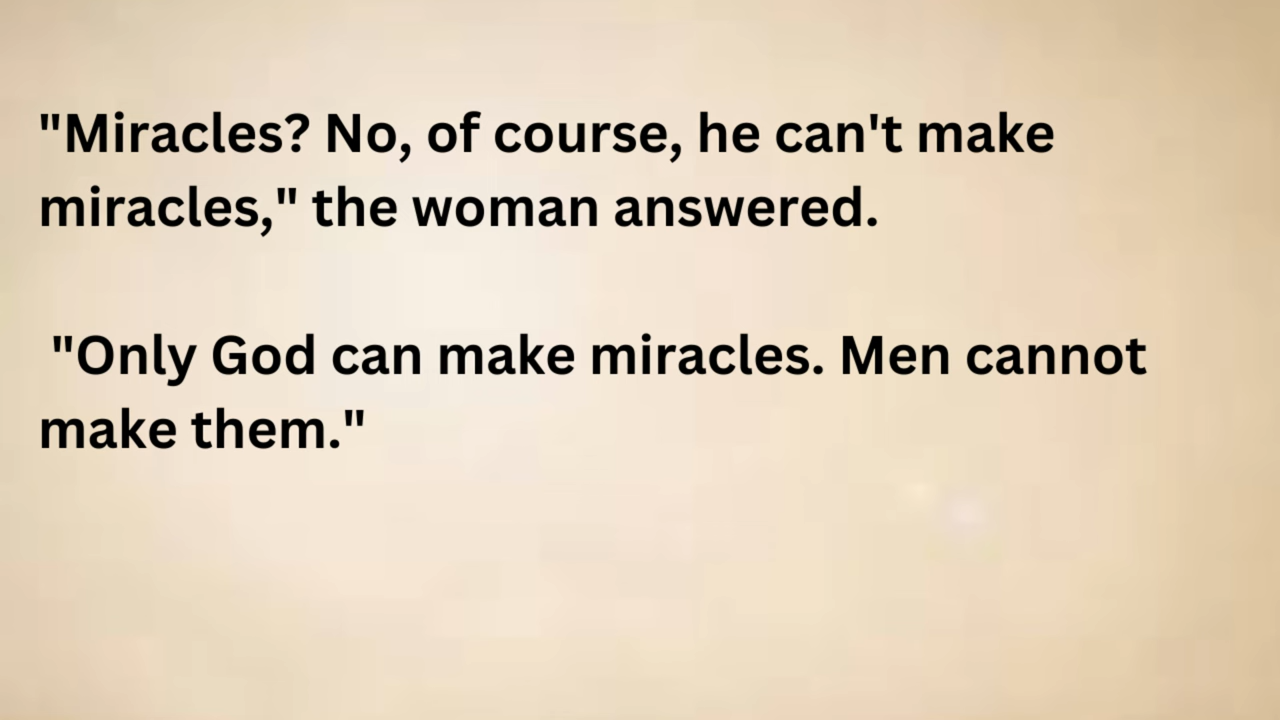 "Miracles? No, of course, he can't make
miracles," the woman answered.
"Only God can make miracles. Men cannot
make them."